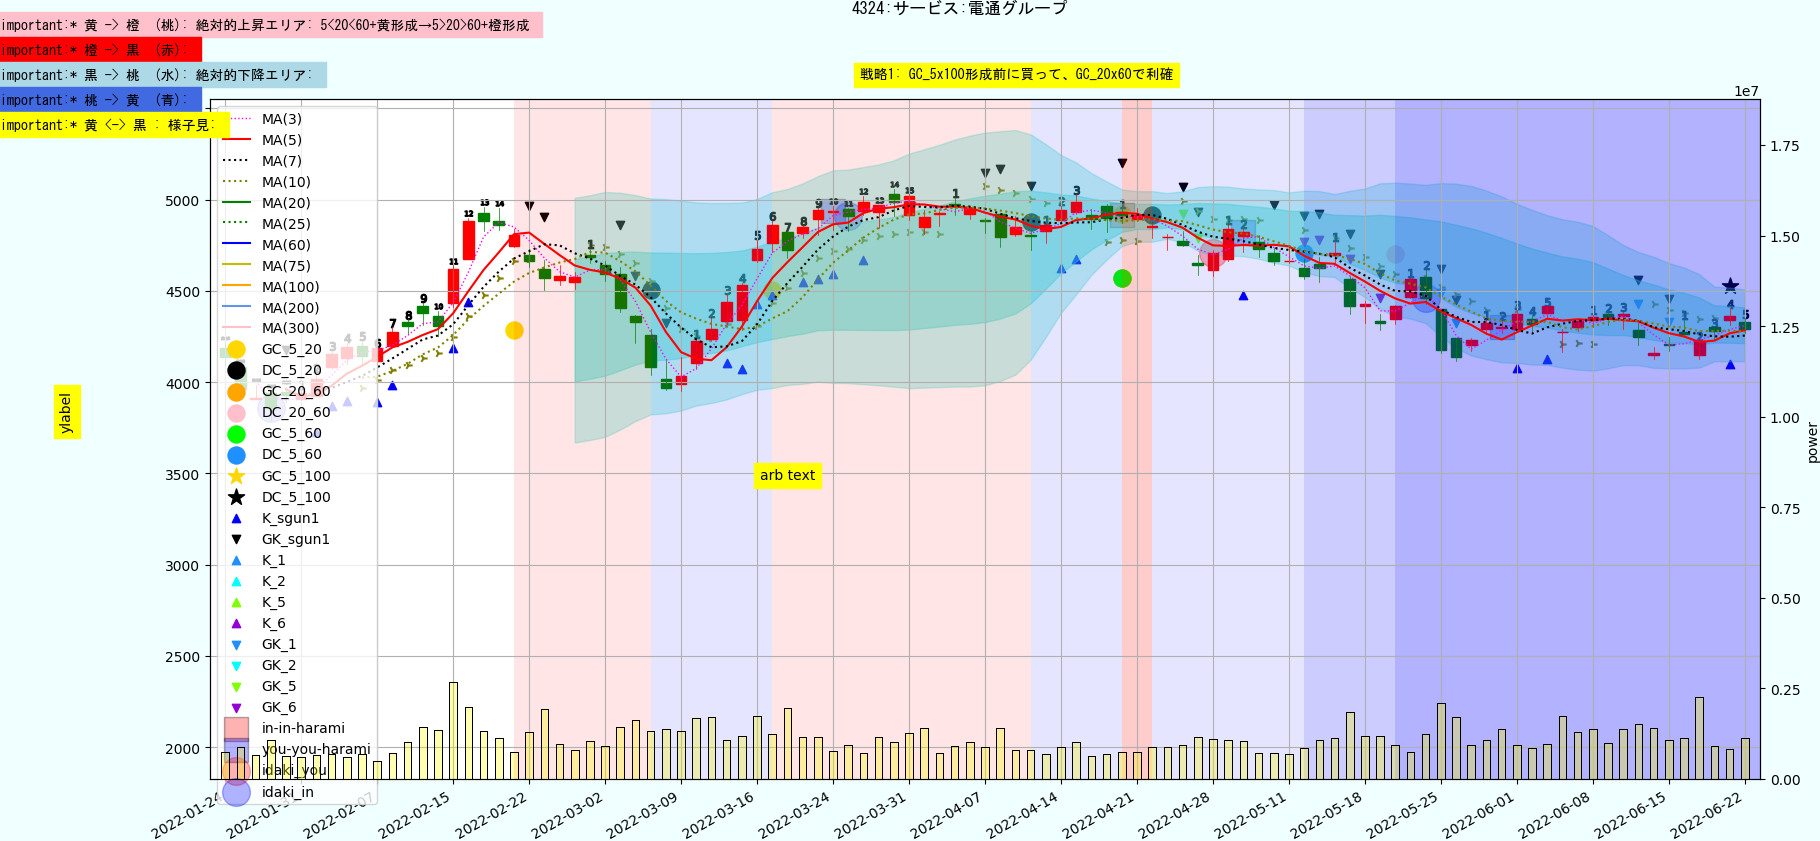 4324:サービス:電通グループ
important:* 黄 -> 橙 (桃): 絶対的上昇エリア: 5<20<60+黄形成→5>20>60+橙形成
important:* 橙 -> 黒 (赤):
important:* 黒 -> 桃 (水): 絶対的下降エリア:
戦略1: GC_5x100形成前に買って、GC_20x60で利確
important:* 桃 -> 黄 (青):
important:* 黄 <-> 黒 : 様子見:
1e7
MA(3)
MA(5)
MA(7)
MA(10)
MA(20)
MA(25)
MA(60)
MA(75)
MA(100)
MA(200)
MA(300)
GC_5_20
DC_5_20
GC_20_60
DC_20_60
GC_5_60
DC_5_60
GC_5_100
DC_5_100
K_sgun1
GK_sgun1
K_1
K_2
K_5
K_6
GK_1
GK_2
GK_5
GK_6
in-in-harami
you-you-harami
idaki_you
idaki_in
ylabel
5000
4500
4000
3500
3000
2500
2000
arb text
1.75
1.50
1.25
1.00
0.75
0.50
0.25
0.00
power
2022-01-24
2022-01-31
2022-02-07
2022-02-15
2022-02-22
2022-03-02
2022-03-09
2022-03-16
2022-03-24
2022-03-31
2022-04-07
2022-04-14
2022-04-21
2022-04-28
2022-05-11
2022-05-18
2022-05-25
2022-06-01
2022-06-08
2022-06-15
2022-06-22